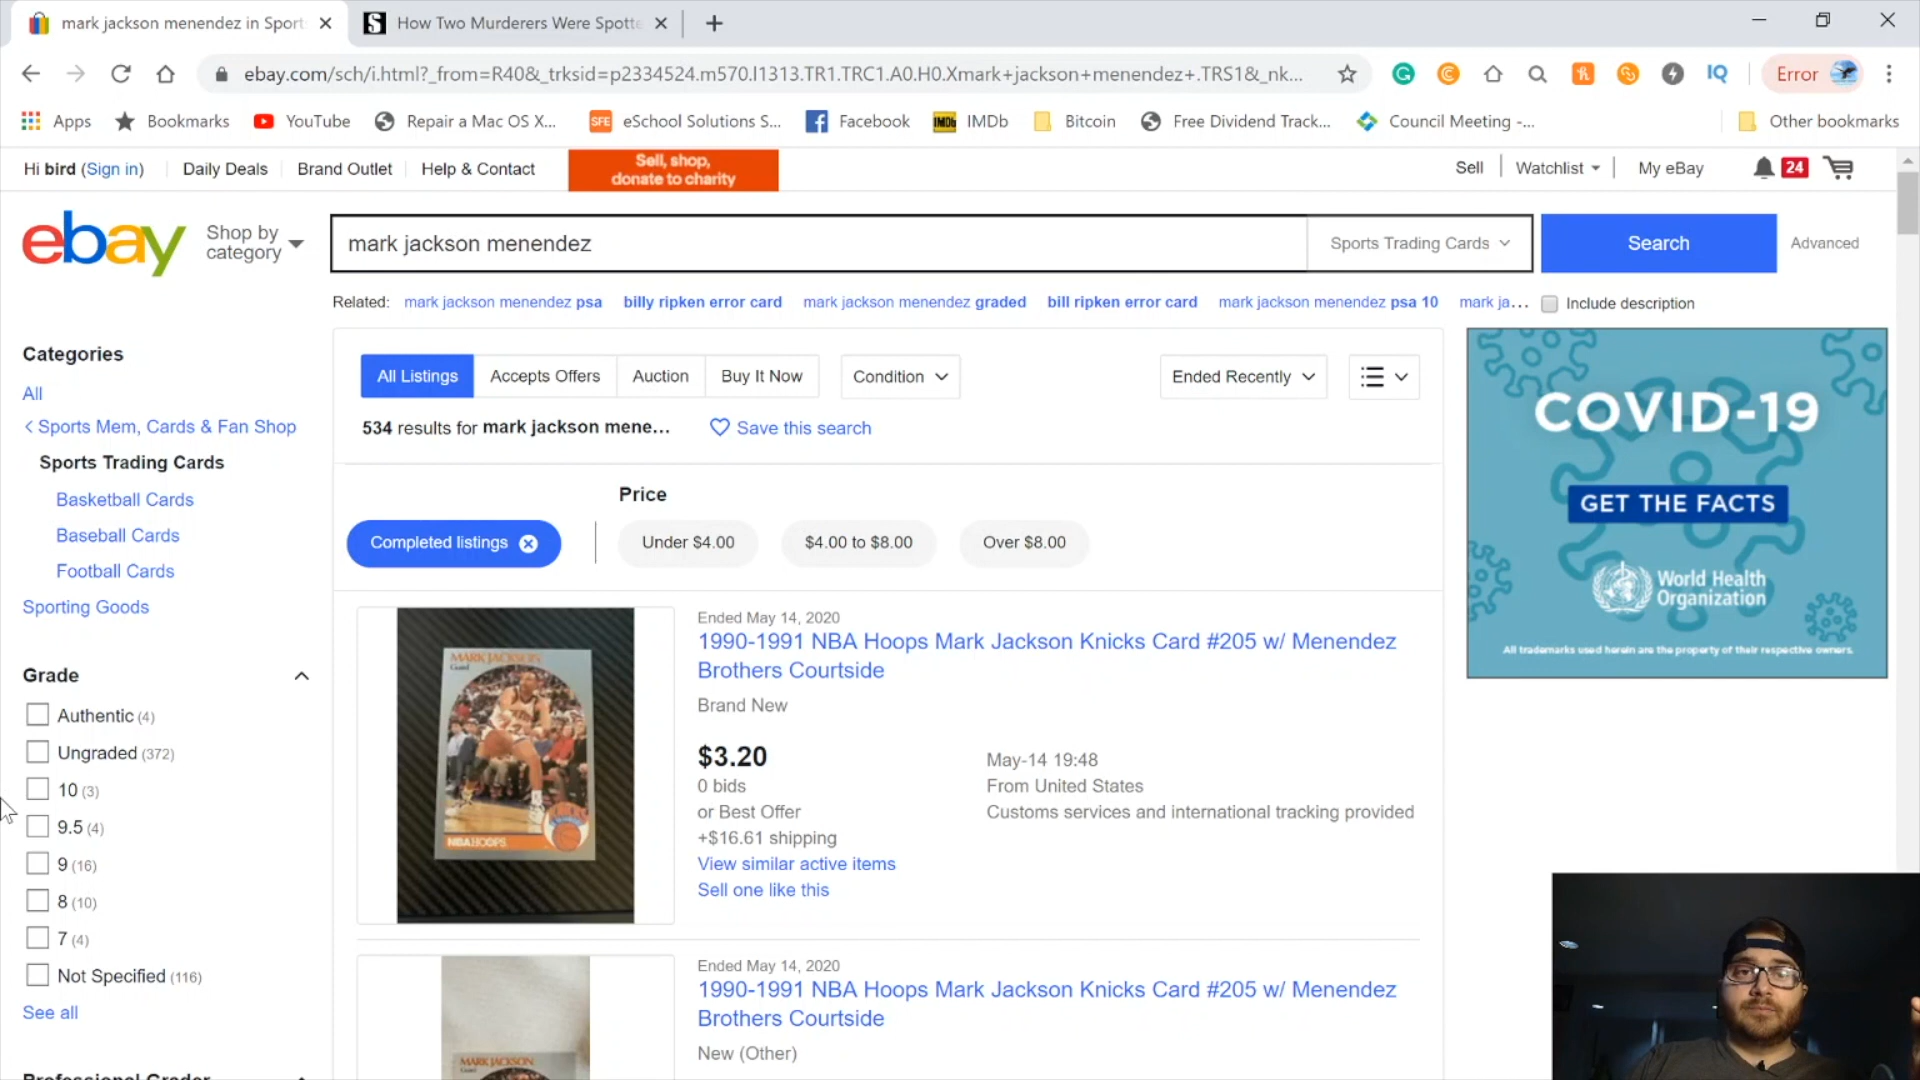 mark jackson menendez in Sport
How Two Murderers Were Spotte
ebay.com/sch/i.html?_from=R40&_trksid=p2334524.m570.l1313.TR1.TRC1.A0.H0.Xmark+jackson+menendez+.TRS1&_nk...
Error
Apps
Bookmarks
YouTube
Repair a Mac OS X...
SFE
eSchool Solutions S...
Facebook
IMDb
IMDb
Bitcoin
Free Dividend Track...
Council Meeting -...
Other bookmarks
Hi bird (Sign in)
Daily Deals
Brand Outlet
Help & Contact
Sell, shop,
donate to charity
Sell
Watchlist
My eBay
24
ebay
Shop by
category
mark jackson menendez
Sports Trading Cards
Search
Advanced
Related:
mark jackson menendez psa
billy ripken error card
mark jackson menendez graded
bill ripken error card
mark jackson menendez psa 10
mark ja...
Include description
Categories
All
Sports Mem, Cards & Fan Shop
Sports Trading Cards
Basketball Cards
Baseball Cards
Football Cards
Sporting Goods
Grade
Authentic (4)
Ungraded (372)
10 (3)
9.5 (4)
9 (16)
8 (10)
7 (4)
Not Specified (116)
See all
Professional Grader
All Listings
Accepts Offers
Auction
Buy It Now
Condition
Ended Recently
534 results for mark jackson mene...
Save this search
Price
Completed listings
Under $4.00
$4.00 to $8.00
Over $8.00
MARK JACKSON
Guard
NBA HOOPS
Ended May 14, 2020
1990-1991 NBA Hoops Mark Jackson Knicks Card #205 w/ Menendez
Brothers Courtside
Brand New
$3.20
0 bids
or Best Offer
+$16.61 shipping
View similar active items
Sell one like this
May-14 19:48
From United States
Customs services and international tracking provided
MARK JACKSON
Guard
Ended May 14, 2020
1990-1991 NBA Hoops Mark Jackson Knicks Card #205 w/ Menendez
Brothers Courtside
New (Other)
COVID-19
GET THE FACTS
World Health
Organization
All trademarks used herein are the property of their respective owners.